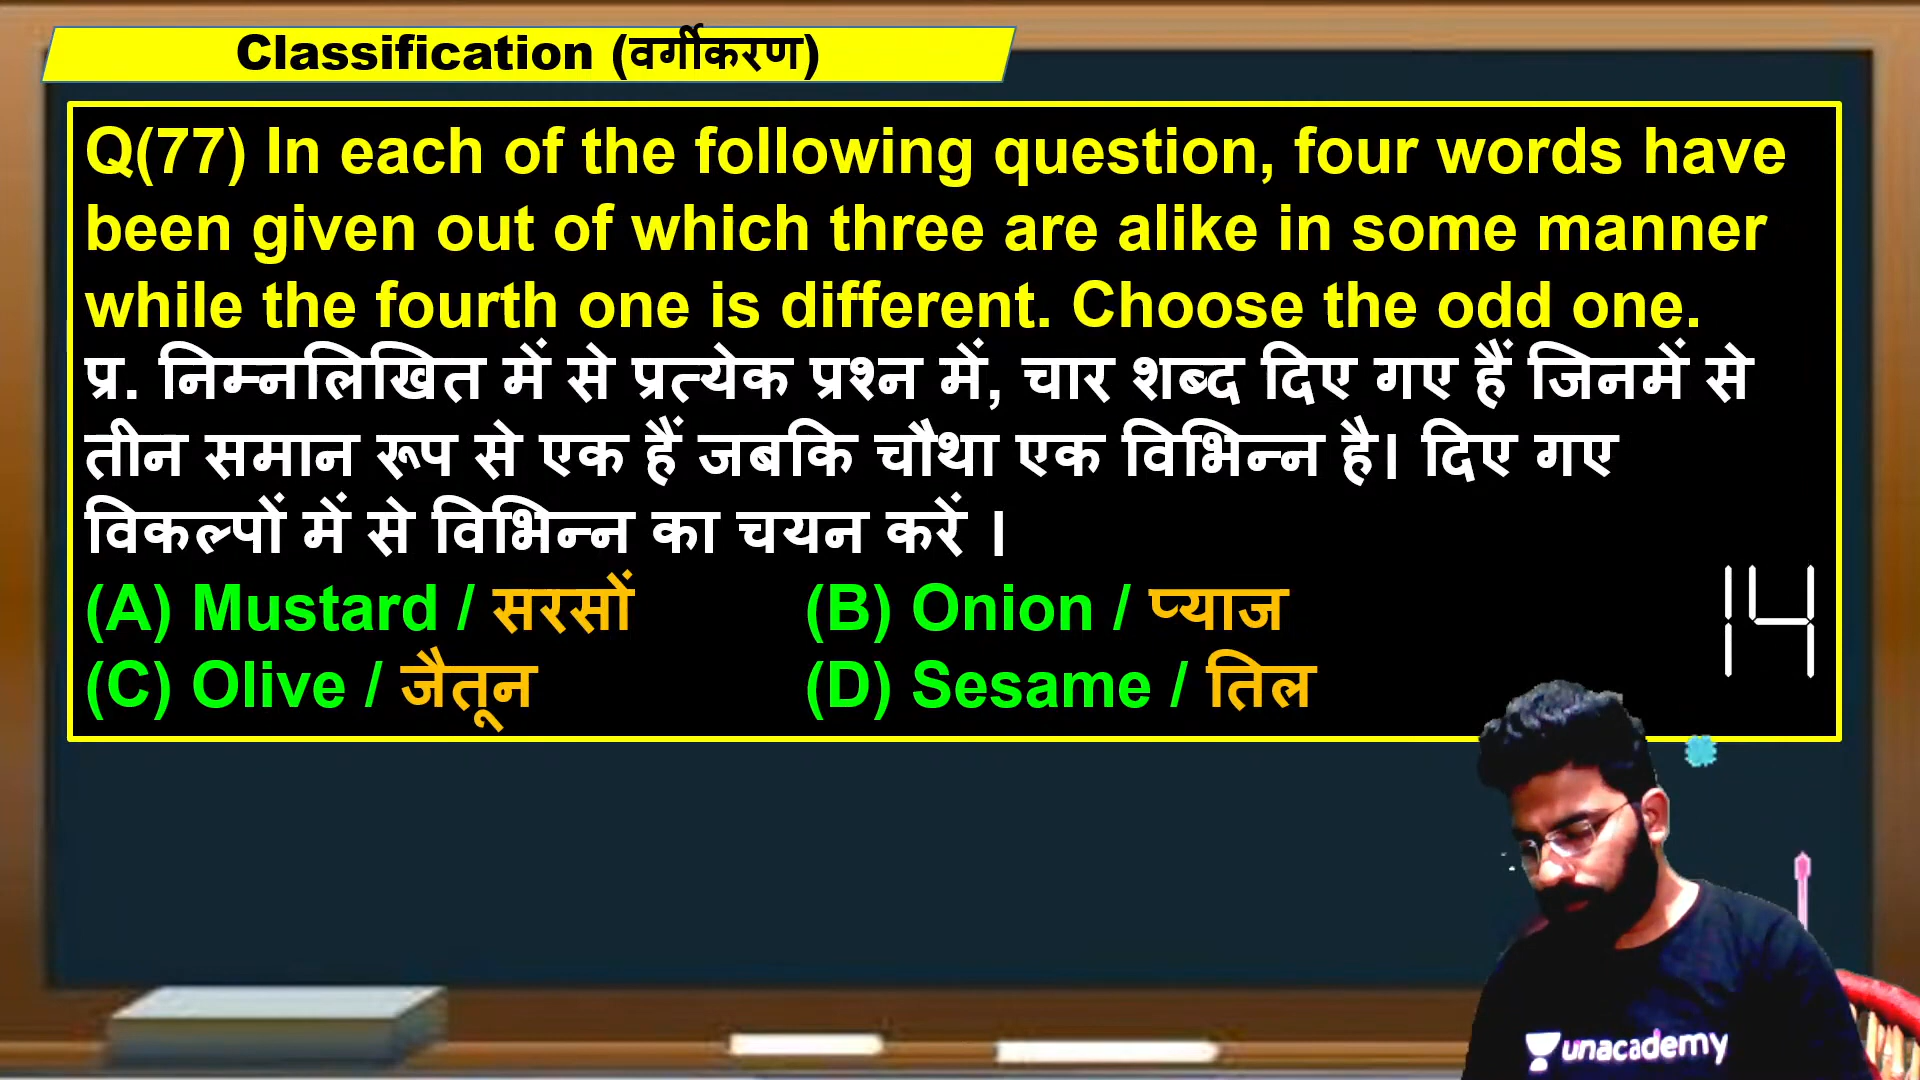 Classification (वर्गीकरण)
Q(77) In each of the following question, four words have
been given out of which three are alike in some manner
while the fourth one is different. Choose the odd one.
प्र. निम्नलिखित में से प्रत्येक प्रश्न में, चार शब्द दिए गए हैं जिनमें से
तीन समान रूप से एक हैं जबकि चौथा एक विभिन्न है। दिए गए
विकल्पों में से विभिन्न का चयन करें ।
(A) Mustard / सरसों (B) Onion / प्याज
(C) Olive / जैतून (D) Sesame / तिल
14
unacademy